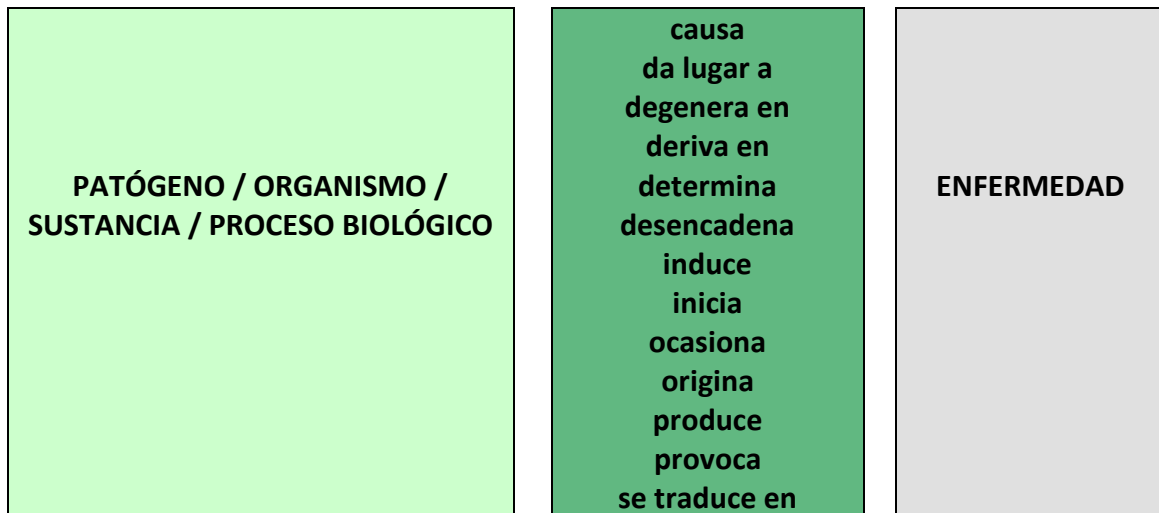 PATÓGENO / ORGANISMO /
SUSTANCIA / PROCESO BIOLÓGICO
causa
da lugar a
degenera en
deriva en
determina
desencadena
induce
inicia
ocasiona
origina
produce
provoca
se traduce en
ENFERMEDAD